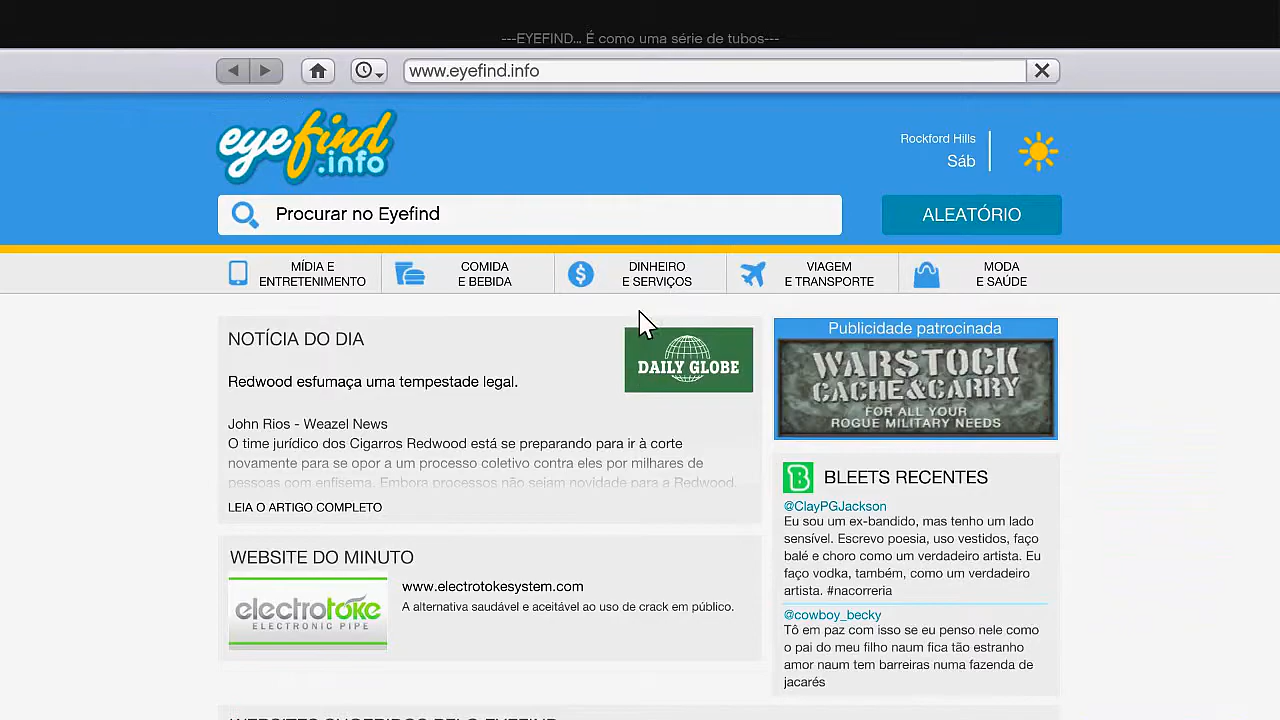 ---EYEFIND... É como uma série de tubos---
www.eyefind.info
eyefind
.info
Rockford Hills
Sáb
Procurar no Eyefind
ALEATÓRIO
MÍDIA E
ENTRETENIMENTO
COMIDA
E BEBIDA
DINHEIRO
E SERVIÇOS
VIAGEM
E TRANSPORTE
MODA
E SAÚDE
NOTÍCIA DO DIA
DAILY GLOBE
Redwood esfumaça uma tempestade legal.
John Rios - Weazel News
O time jurídico dos Cigarros Redwood está se preparando para ir à corte
novamente para se opor a um processo coletivo contra eles por milhares de
pessoas com enfisema. Embora processos não sejam novidade para a Redwood,
LEIA O ARTIGO COMPLETO
WEBSITE DO MINUTO
electrotoke
ELECTRONIC PIPE
www.electrotokesystem.com
A alternativa saudável e aceitável ao uso de crack em público.
Publicidade patrocinada
WARSTOCK
CACHE&CARRY
FOR ALL YOUR
ROGUE MILITARY NEEDS
BLEETS RECENTES
@ClayPGJackson
Eu sou um ex-bandido, mas tenho um lado
sensível. Escrevo poesia, uso vestidos, faço
balé e choro como um verdadeiro artista. Eu
faço vodka, também, como um verdadeiro
artista. #nacorreria
@cowboy_becky
Tô em paz com isso se eu penso nele como
o pai do meu filho naum fica tão estranho
amor naum tem barreiras numa fazenda de
jacarés
WEBSITES SUGERIDOS PELO EYEFIND